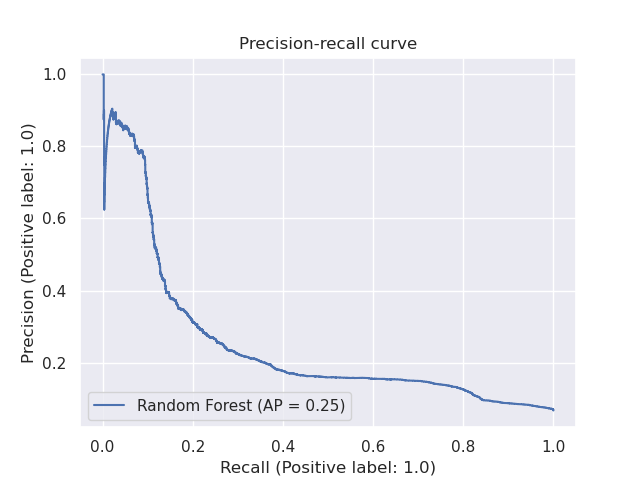 Precision-recall curve
1.0
0.8
0.6
0.4
0.2
Precision (Positive label: 1.0)
Random Forest (AP = 0.25)
0.0 0.2 0.4 0.6 0.8 1.0
Recall (Positive label: 1.0)